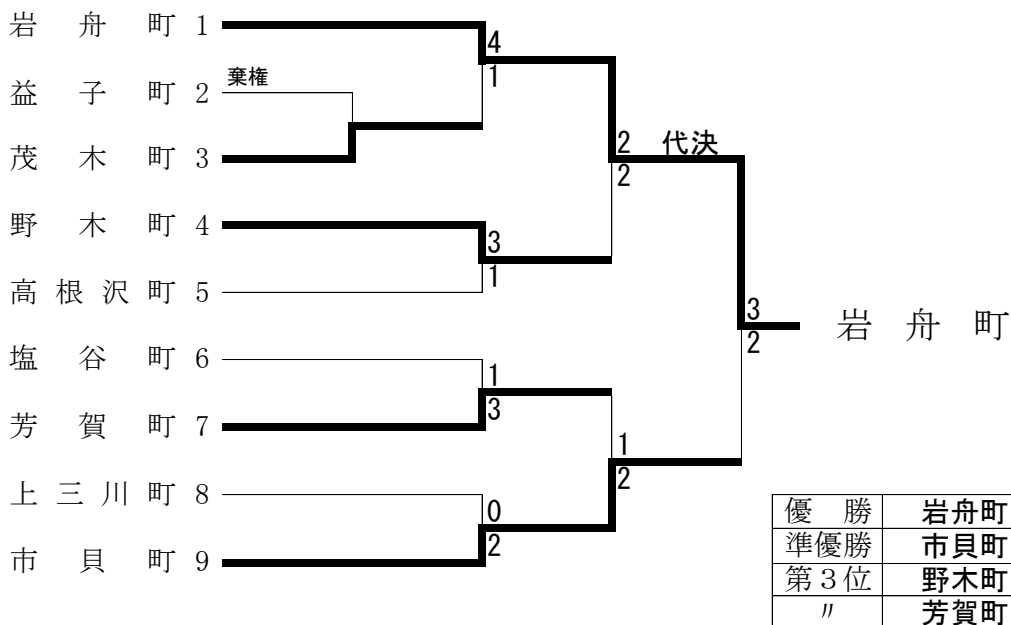 岩舟町 1
4
益子町 2 棄権
1
茂木町 3
2 代決
2
野木町 4
3
1
高根沢町 5
3 岩舟町
2
塩谷町 6
1
3
芳賀町 7
1
2
上三川町 8
0
2
市貝町 9
優勝 岩舟町
準優勝 市貝町
第3位 野木町
〃 芳賀町